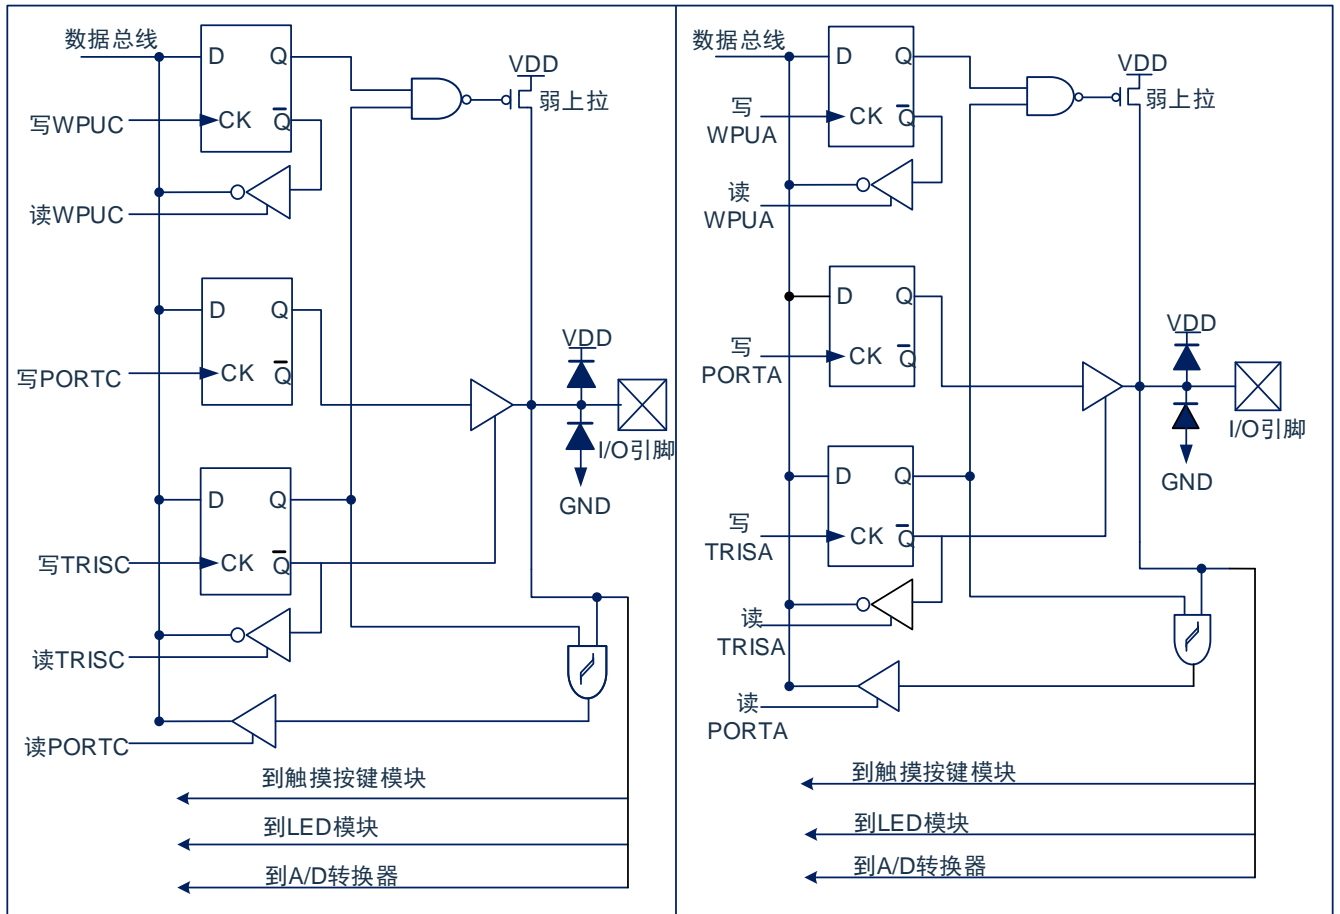 数据总线
D
Q
VDD
弱上拉
写WPUC
CK
Q
读WPUC
D
Q
写PORTC
CK
Q
VDD
I/O引脚
GND
D
Q
写TRISC
CK
Q
读TRISC
读PORTC
到触摸按键模块
到LED模块
到A/D转换器
数据总线
D
Q
VDD
弱上拉
写
WPUA
CK
Q
读
WPUA
D
Q
写
PORTA
CK
Q
VDD
I/O引脚
GND
D
Q
写
TRISA
CK
Q
读
TRISA
读
PORTA
到触摸按键模块
到LED模块
到A/D转换器